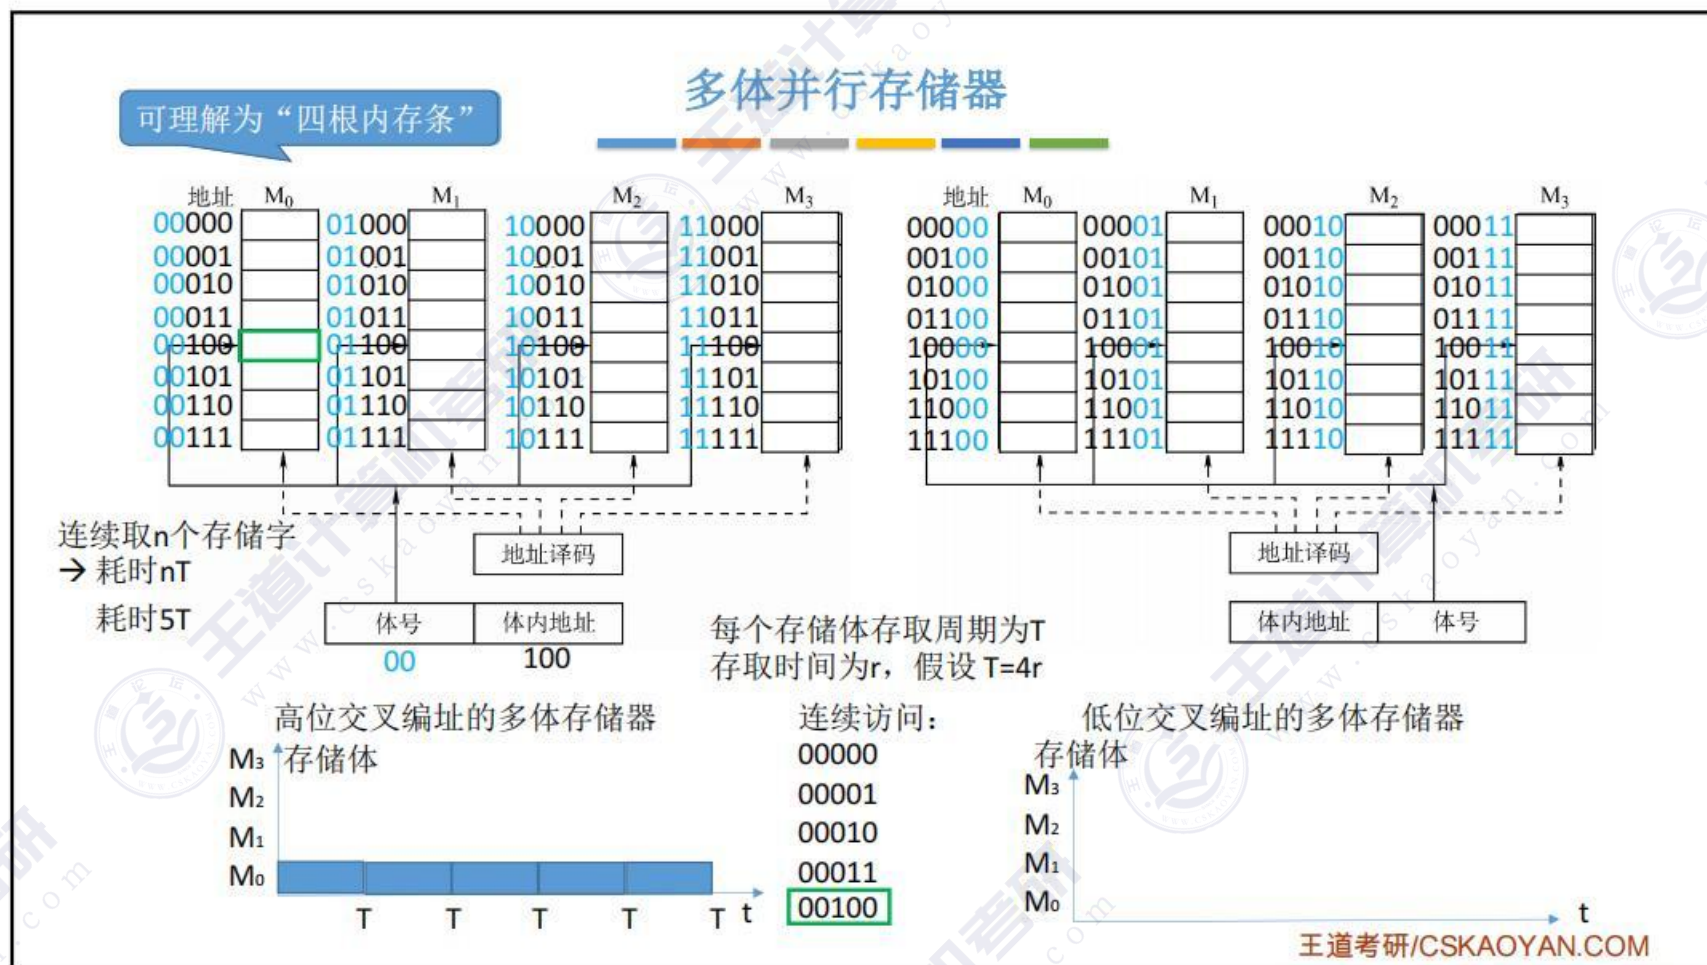 多体并行存储器
可理解为“四根内存条”
地址 M0 M1 M2 M3
00000 01000 10000 11000
00001 01001 10001 11001
00010 01010 10010 11010
00011 01011 10011 11011
00100 01100 10100 11100
00101 01101 10101 11101
00110 01110 10110 11110
00111 01111 10111 11111
地址译码
体号 体内地址
00 100
连续取n个存储字
→ 耗时nT
耗时5T
地址 M0 M1 M2 M3
00000 00001 00010 00011
00100 00101 00110 00111
01000 01001 01010 01011
01100 01101 01110 01111
10000 10001 10010 10011
10100 10101 10110 10111
11000 11001 11010 11011
11100 11101 11110 11111
地址译码
体内地址 体号
每个存储体存取周期为T
存取时间为r，假设 T=4r
高位交叉编址的多体存储器
存储体
M3
M2
M1
M0
T T T T T t
连续访问：
00000
00001
00010
00011
00100
低位交叉编址的多体存储器
存储体
M3
M2
M1
M0
t
王道考研/CSKAOYAN.COM
王道计算机考研
www.cskaoyan.com